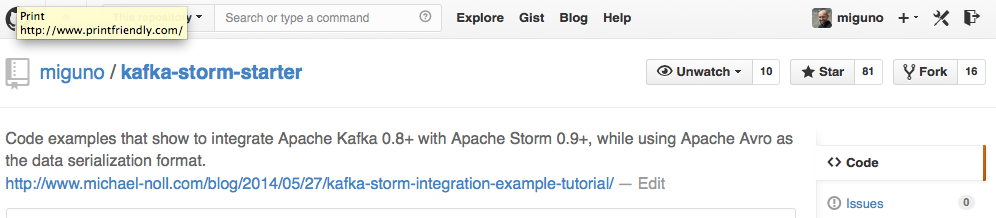 Print
http://www.printfriendly.com/
This repository
Search or type a command
Explore Gist Blog Help
miguno
miguno / kafka-storm-starter
Unwatch 10 Star 81 Fork 16
Code examples that show to integrate Apache Kafka 0.8+ with Apache Storm 0.9+, while using Apache Avro as
the data serialization format.
http://www.michael-noll.com/blog/2014/05/27/kafka-storm-integration-example-tutorial/ — Edit
Code
Issues 0